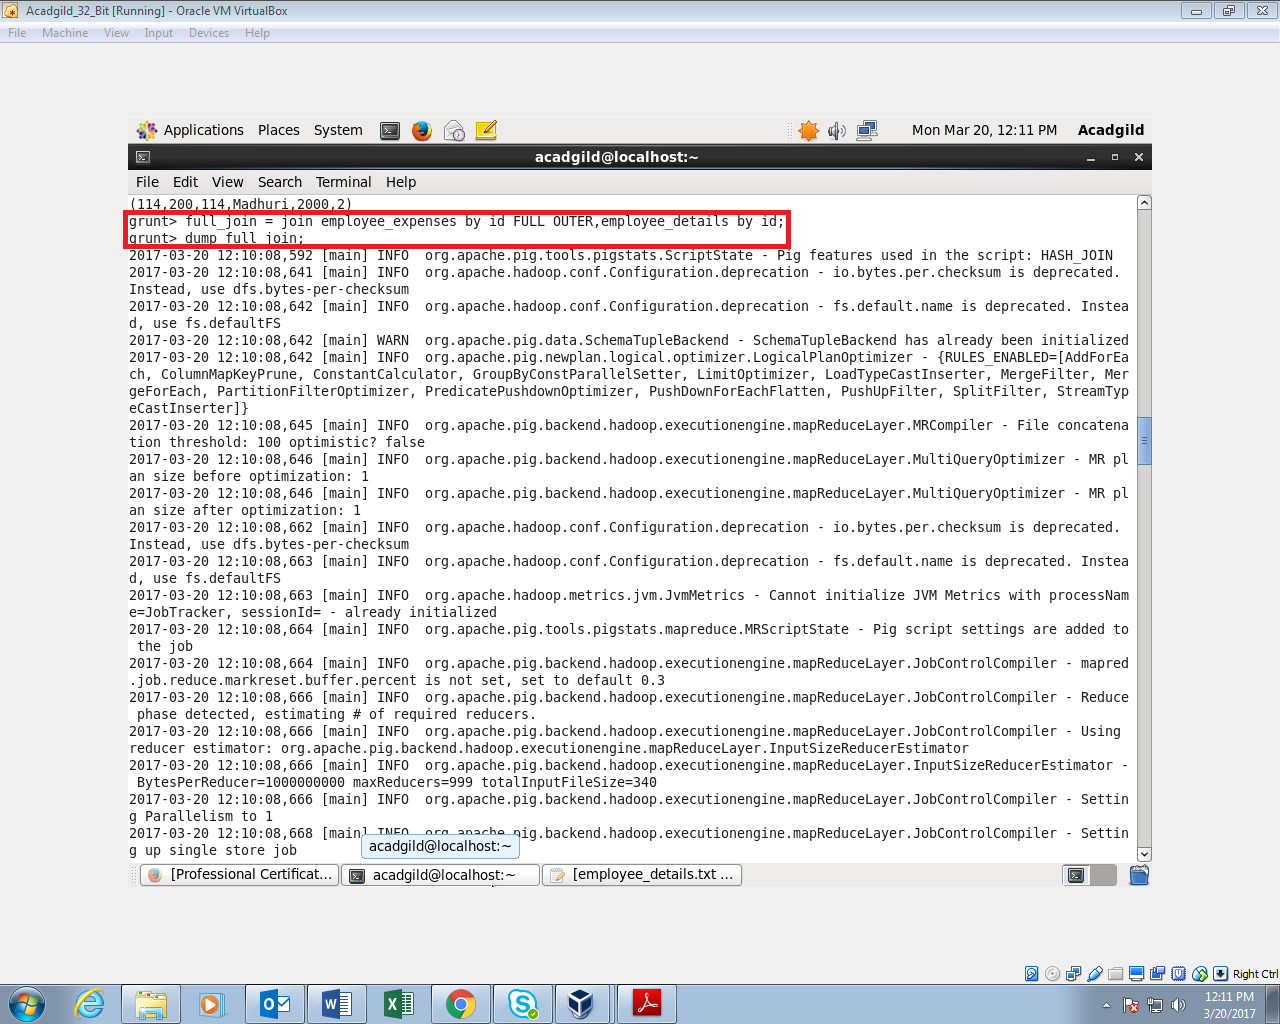 Acadgild_32_Bit [Running] - Oracle VM VirtualBox
File Machine View Input Devices Help
Applications Places System Mon Mar 20, 12:11 PM Acadgild
acadgild@localhost:~
File Edit View Search Terminal Help
(114,200,114,Madhuri,2000,2)
grunt> full_join = join employee_expenses by id FULL OUTER,employee_details by id;
grunt> dump full_join;
2017-03-20 12:10:08,592 [main] INFO  org.apache.pig.tools.pigstats.ScriptState - Pig features used in the script: HASH_JOIN
2017-03-20 12:10:08,641 [main] INFO  org.apache.hadoop.conf.Configuration.deprecation - io.bytes.per.checksum is deprecated.
Instead, use dfs.bytes-per-checksum
2017-03-20 12:10:08,642 [main] INFO  org.apache.hadoop.conf.Configuration.deprecation - fs.default.name is deprecated. Instea
d, use fs.defaultFS
2017-03-20 12:10:08,642 [main] WARN  org.apache.pig.data.SchemaTupleBackend - SchemaTupleBackend has already been initialized
2017-03-20 12:10:08,642 [main] INFO  org.apache.pig.newplan.logical.optimizer.LogicalPlanOptimizer - {RULES_ENABLED=[AddForEa
ch, ColumnMapKeyPrune, ConstantCalculator, GroupByConstParallelSetter, LimitOptimizer, LoadTypeCastInserter, MergeFilter, Mer
geForEach, PartitionFilterOptimizer, PredicatePushdownOptimizer, PushDownForEachFlatten, PushUpFilter, SplitFilter, StreamTyp
eCastInserter]}
2017-03-20 12:10:08,645 [main] INFO  org.apache.pig.backend.hadoop.executionengine.mapReduceLayer.MRCompiler - File concatena
tion threshold: 100 optimistic? false
2017-03-20 12:10:08,646 [main] INFO  org.apache.pig.backend.hadoop.executionengine.mapReduceLayer.MultiQueryOptimizer - MR pl
an size before optimization: 1
2017-03-20 12:10:08,646 [main] INFO  org.apache.pig.backend.hadoop.executionengine.mapReduceLayer.MultiQueryOptimizer - MR pl
an size after optimization: 1
2017-03-20 12:10:08,662 [main] INFO  org.apache.hadoop.conf.Configuration.deprecation - io.bytes.per.checksum is deprecated.
Instead, use dfs.bytes-per-checksum
2017-03-20 12:10:08,663 [main] INFO  org.apache.hadoop.conf.Configuration.deprecation - fs.default.name is deprecated. Instea
d, use fs.defaultFS
2017-03-20 12:10:08,663 [main] INFO  org.apache.hadoop.metrics.jvm.JvmMetrics - Cannot initialize JVM Metrics with processNam
e=JobTracker, sessionId= - already initialized
2017-03-20 12:10:08,664 [main] INFO  org.apache.pig.tools.pigstats.mapreduce.MRScriptState - Pig script settings are added to
the job
2017-03-20 12:10:08,664 [main] INFO  org.apache.pig.backend.hadoop.executionengine.mapReduceLayer.JobControlCompiler - mapred
.job.reduce.markreset.buffer.percent is not set, set to default 0.3
2017-03-20 12:10:08,666 [main] INFO  org.apache.pig.backend.hadoop.executionengine.mapReduceLayer.JobControlCompiler - Reduce
phase detected, estimating # of required reducers.
2017-03-20 12:10:08,666 [main] INFO  org.apache.pig.backend.hadoop.executionengine.mapReduceLayer.JobControlCompiler - Using
reducer estimator: org.apache.pig.backend.hadoop.executionengine.mapReduceLayer.InputSizeReducerEstimator
2017-03-20 12:10:08,666 [main] INFO  org.apache.pig.backend.hadoop.executionengine.mapReduceLayer.InputSizeReducerEstimator -
BytesPerReducer=1000000000 maxReducers=999 totalInputFileSize=340
2017-03-20 12:10:08,666 [main] INFO  org.apache.pig.backend.hadoop.executionengine.mapReduceLayer.JobControlCompiler - Settin
g Parallelism to 1
2017-03-20 12:10:08,668 [main] INFO  org.apache.pig.backend.hadoop.executionengine.mapReduceLayer.JobControlCompiler - Settin
g up single store job
acadgild@localhost:~
[Professional Certificat... acadgild@localhost:~ [employee_details.txt ...
Right Ctrl
12:11 PM
3/20/2017